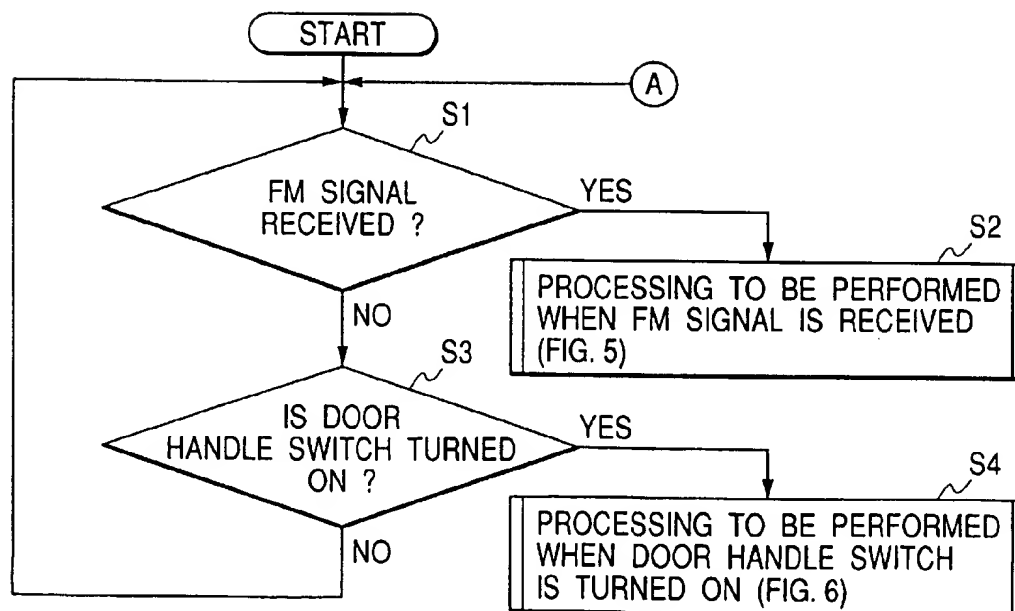 START
A
S1
FM SIGNAL
RECEIVED ?
YES
S2
PROCESSING TO BE PERFORMED
WHEN FM SIGNAL IS RECEIVED
(FIG. 5)
NO
S3
IS DOOR
HANDLE SWITCH TURNED
ON ?
YES
S4
PROCESSING TO BE PERFORMED
WHEN DOOR HANDLE SWITCH
IS TURNED ON (FIG. 6)
NO